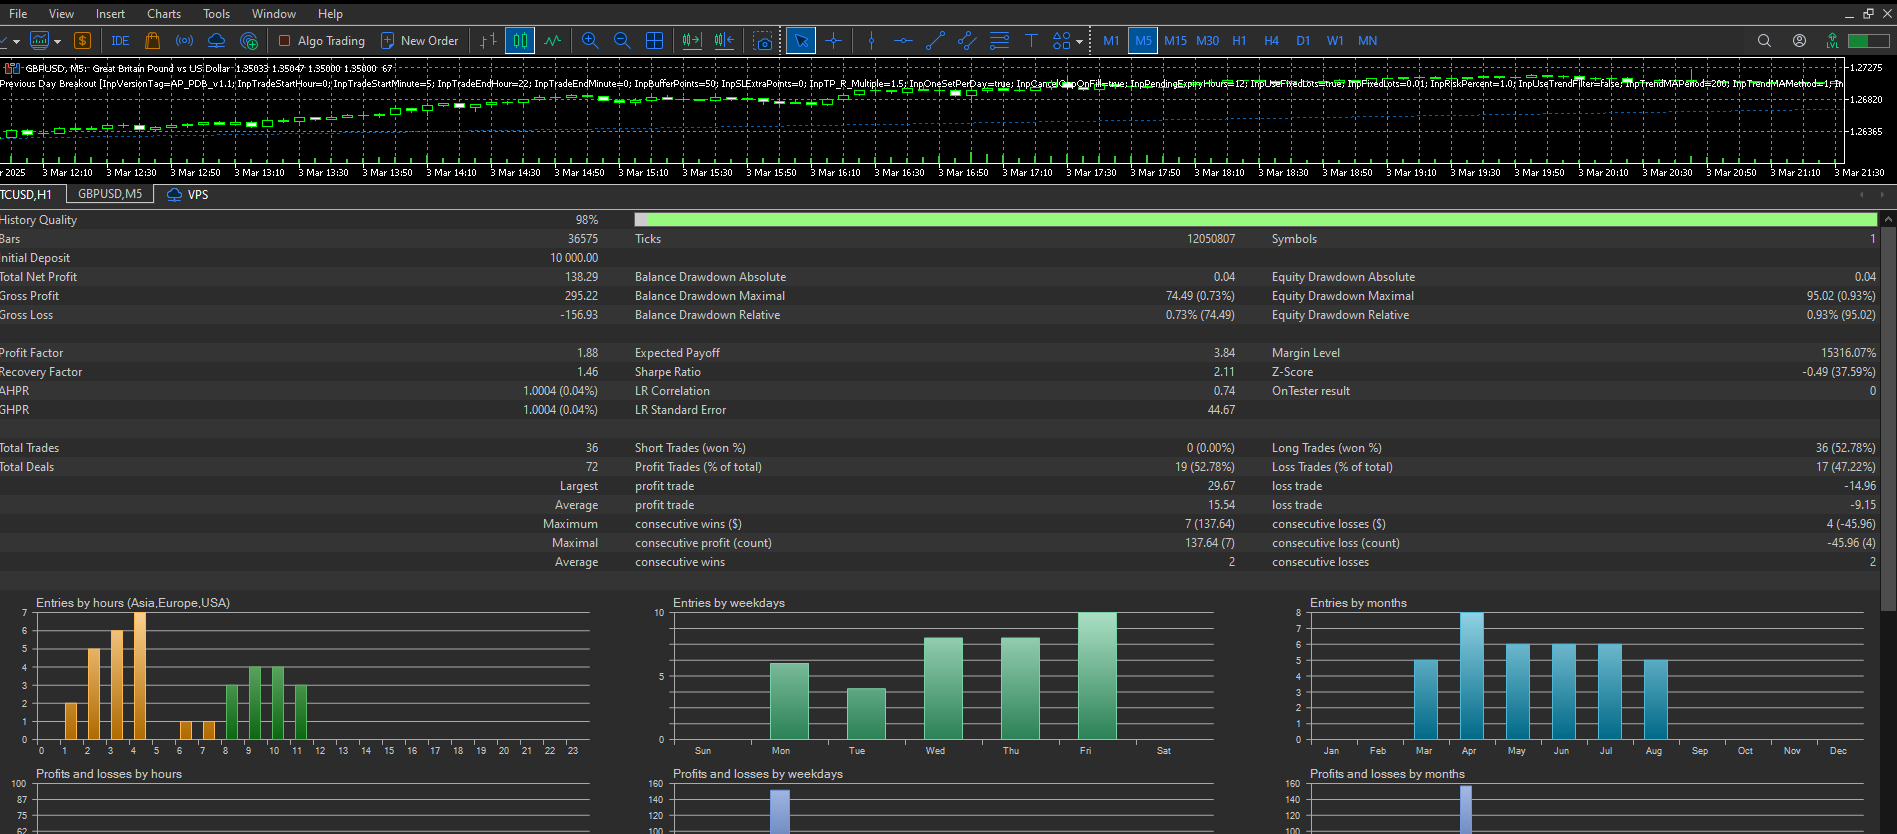 File View Insert Charts Tools Window Help
IDE Algo Trading New Order M1 M5 M15 M30 H1 H4 D1 W1 MN LVL
GBPUSD, M5: Great Britain Pound vs US Dollar 1.35033 1.35047 1.35000 1.35000 67
Previous Day Breakout [InpVersionTag=AP_PDB_v1.1; InpTradeStartHour=0; InpTradeStartMinute=5; InpTradeEndHour=22; InpTradeEndMinute=0; InpBufferPoints=50; InpSLExtraPoints=0; InpTP_R_Multiple=1.5; InpOneSetPerDay=true; InpCancelOppOnFill=true; InpPendingExpiryHours=12; InpUseFixedLots=true; InpFixedLots=0.01; InpRiskPercent=1.0; InpUseTrendFilter=false; InpTrendMAPeriod=200; InpTrendMAMethod=1; In
1.27275
1.26820
1.26365
r 2025 3 Mar 12:10 3 Mar 12:30 3 Mar 12:50 3 Mar 13:10 3 Mar 13:30 3 Mar 13:50 3 Mar 14:10 3 Mar 14:30 3 Mar 14:50 3 Mar 15:10 3 Mar 15:30 3 Mar 15:50 3 Mar 16:10 3 Mar 16:30 3 Mar 16:50 3 Mar 17:10 3 Mar 17:30 3 Mar 17:50 3 Mar 18:10 3 Mar 18:30 3 Mar 18:50 3 Mar 19:10 3 Mar 19:30 3 Mar 19:50 3 Mar 20:10 3 Mar 20:30 3 Mar 20:50 3 Mar 21:10 3 Mar 21:30
TCUSD,H1 GBPUSD,M5 VPS
History Quality 98%
Bars 36575 Ticks 12050807 Symbols 1
Initial Deposit 10 000.00
Total Net Profit 138.29 Balance Drawdown Absolute 0.04 Equity Drawdown Absolute 0.04
Gross Profit 295.22 Balance Drawdown Maximal 74.49 (0.73%) Equity Drawdown Maximal 95.02 (0.93%)
Gross Loss -156.93 Balance Drawdown Relative 0.73% (74.49) Equity Drawdown Relative 0.93% (95.02)
Profit Factor 1.88 Expected Payoff 3.84 Margin Level 15316.07%
Recovery Factor 1.46 Sharpe Ratio 2.11 Z-Score -0.49 (37.59%)
AHPR 1.0004 (0.04%) LR Correlation 0.74 OnTester result 0
GHPR 1.0004 (0.04%) LR Standard Error 44.67
Total Trades 36 Short Trades (won %) 0 (0.00%) Long Trades (won %) 36 (52.78%)
Total Deals 72 Profit Trades (% of total) 19 (52.78%) Loss Trades (% of total) 17 (47.22%)
Largest profit trade 29.67 loss trade -14.96
Average profit trade 15.54 loss trade -9.15
Maximum consecutive wins ($) 7 (137.64) consecutive losses ($) 4 (-45.96)
Maximal consecutive profit (count) 137.64 (7) consecutive loss (count) -45.96 (4)
Average consecutive wins 2 consecutive losses 2
Entries by hours (Asia,Europe,USA)
7
6
5
4
3
2
1
0
0 1 2 3 4 5 6 7 8 9 10 11 12 13 14 15 16 17 18 19 20 21 22 23
Entries by weekdays
10
5
0
Sun Mon Tue Wed Thu Fri Sat
Entries by months
8
7
6
5
4
3
2
1
0
Jan Feb Mar Apr May Jun Jul Aug Sep Oct Nov Dec
Profits and losses by hours
100
87
75
62
Profits and losses by weekdays
160
140
120
100
Profits and losses by months
160
140
120
100